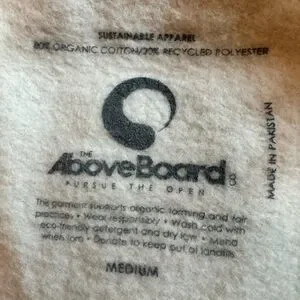 SUSTAINABLE APPAREL
80% ORGANIC COTTON/20% RECYCLED POLYESTER
THE
AboveBoard
CO
PURSUE THE OPEN
The garment supports organic farming and fair
practices • Wear responsibly • Wash cold with
eco-friendly detergent and dry low • Mend
when torn • Donate to keep out of landfills
MEDIUM
MADE IN PAKISTAN